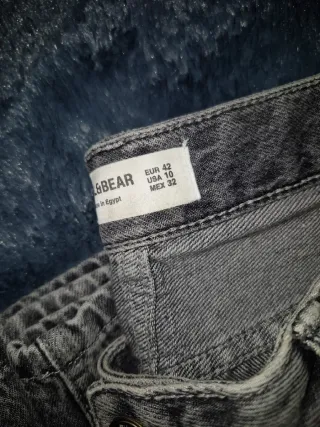 &BEAR
in Egypt
EUR 42
USA 10
MEX 32